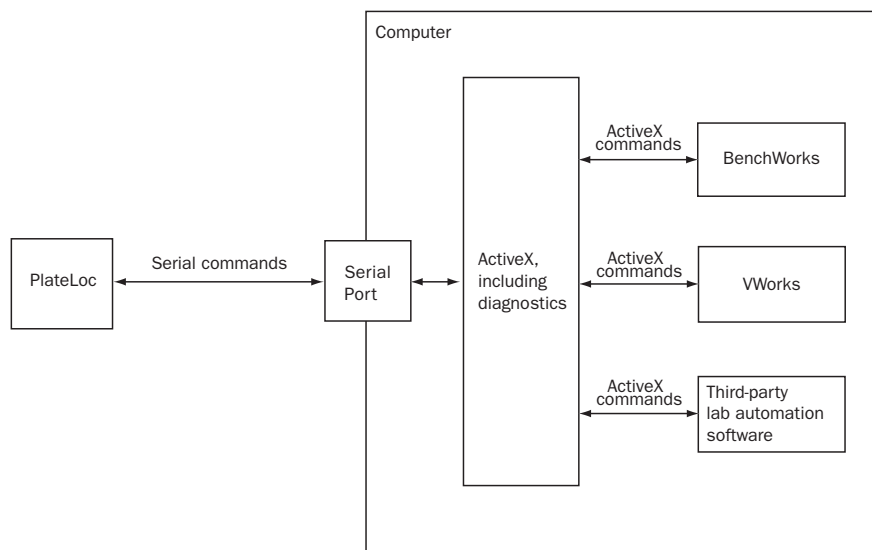 Computer
ActiveX
commands
BenchWorks
PlateLoc
Serial commands
Serial
Port
ActiveX,
including
diagnostics
ActiveX
commands
VWorks
ActiveX
commands
Third-party
lab automation
software